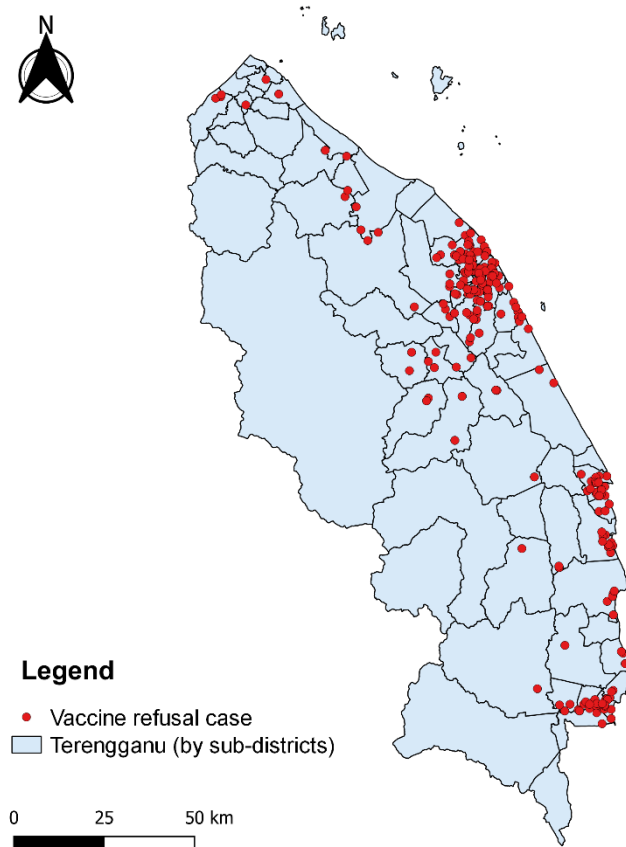 N
Legend
Vaccine refusal case
Terengganu (by sub-districts)
0 25 50 km